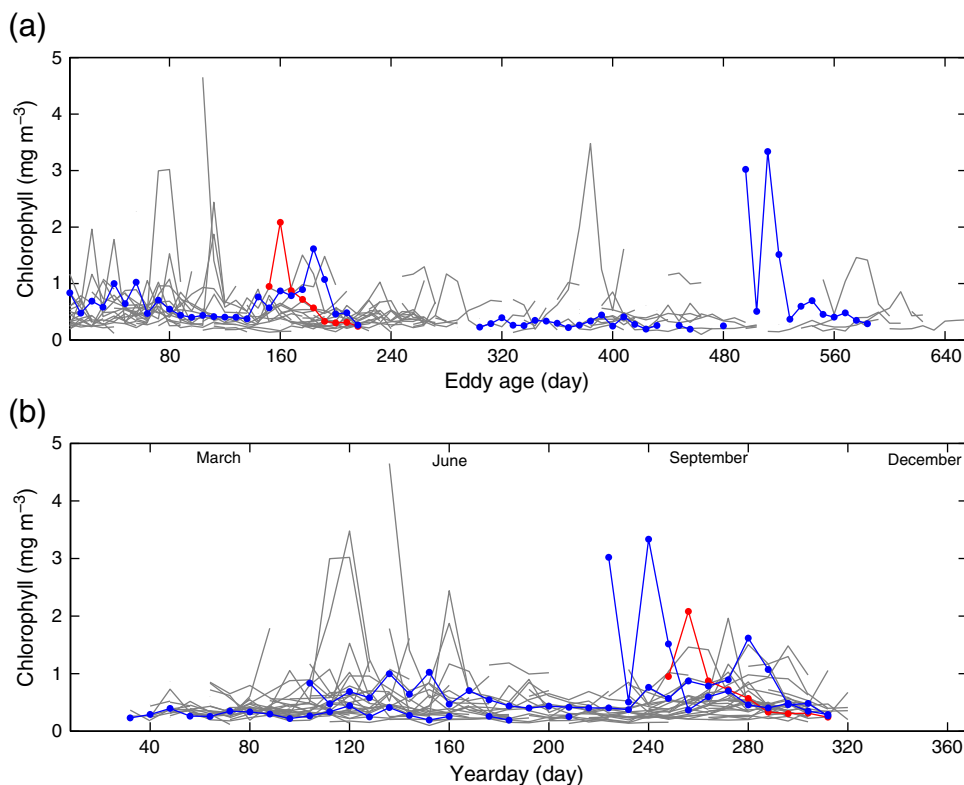 (a)
5
4
3
2
1
0
Chlorophyll (mg m⁻³)
80 160 240 320 400 480 560 640
Eddy age (day)
(b)
March June September December
5
4
3
2
1
0
Chlorophyll (mg m⁻³)
40 80 120 160 200 240 280 320 360
Yearday (day)